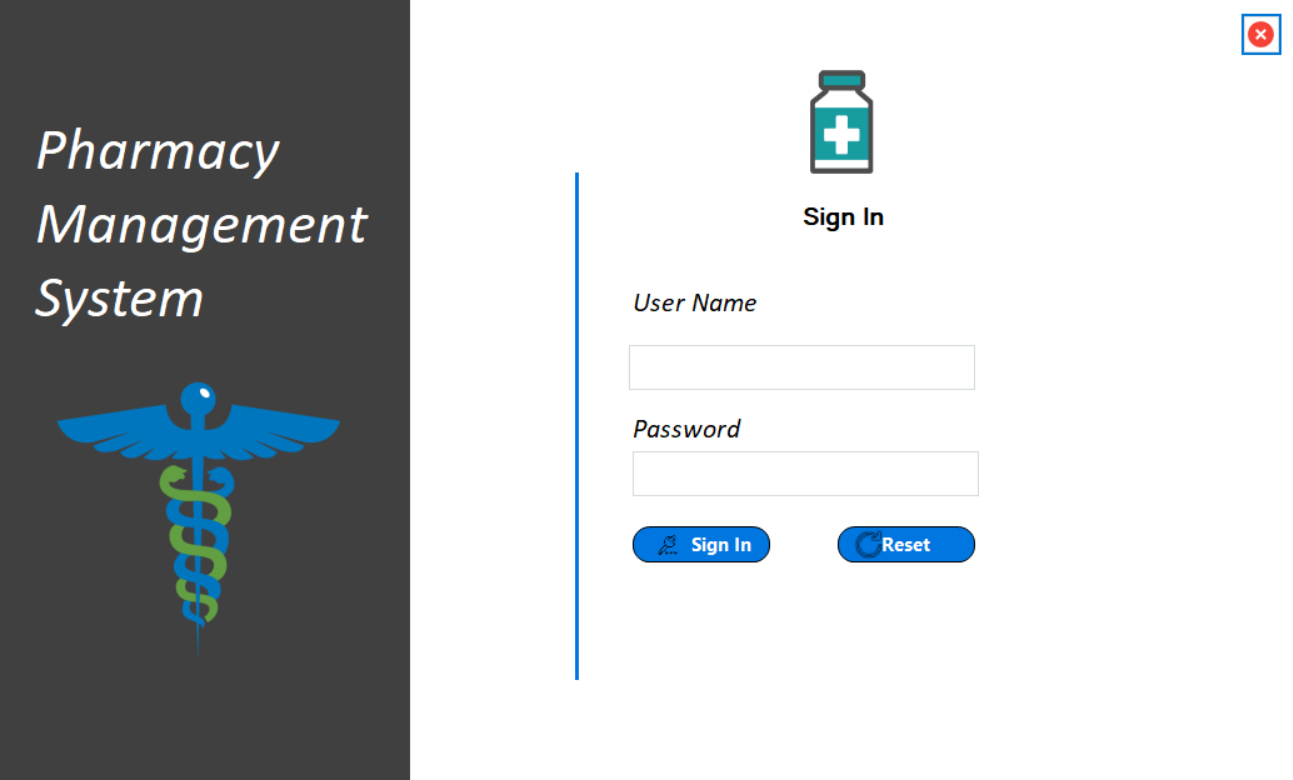 Pharmacy
Management
System
Sign In
User Name
Password
Sign In
Reset